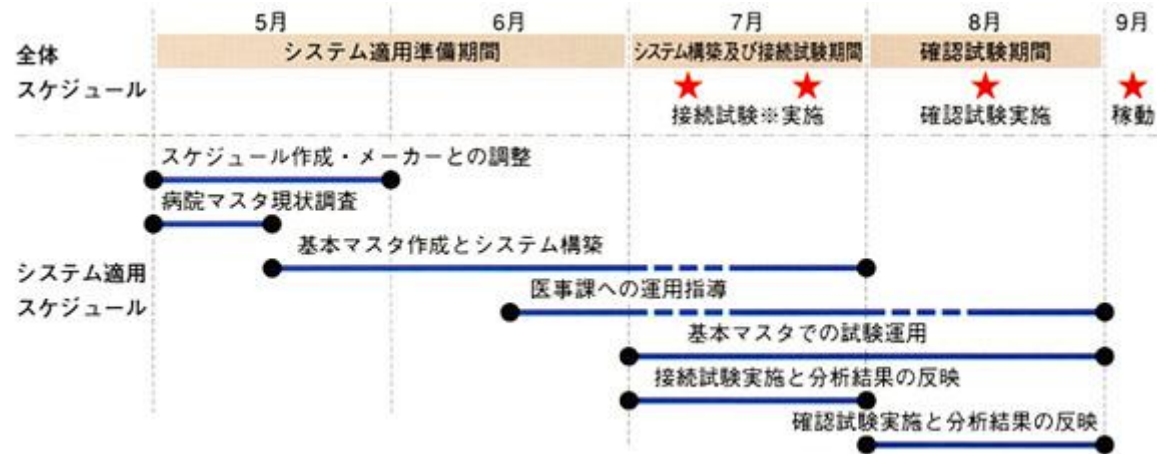 5月 6月 7月 8月 9月
全体
スケジュール
システム適用準備期間 システム構築及び接続試験期間 確認試験期間
接続試験※実施 確認試験実施 稼動
スケジュール作成・メーカーとの調整
病院マスタ現状調査
基本マスタ作成とシステム構築
システム適用
スケジュール
医事課への運用指導
基本マスタでの試験運用
接続試験実施と分析結果の反映
確認試験実施と分析結果の反映